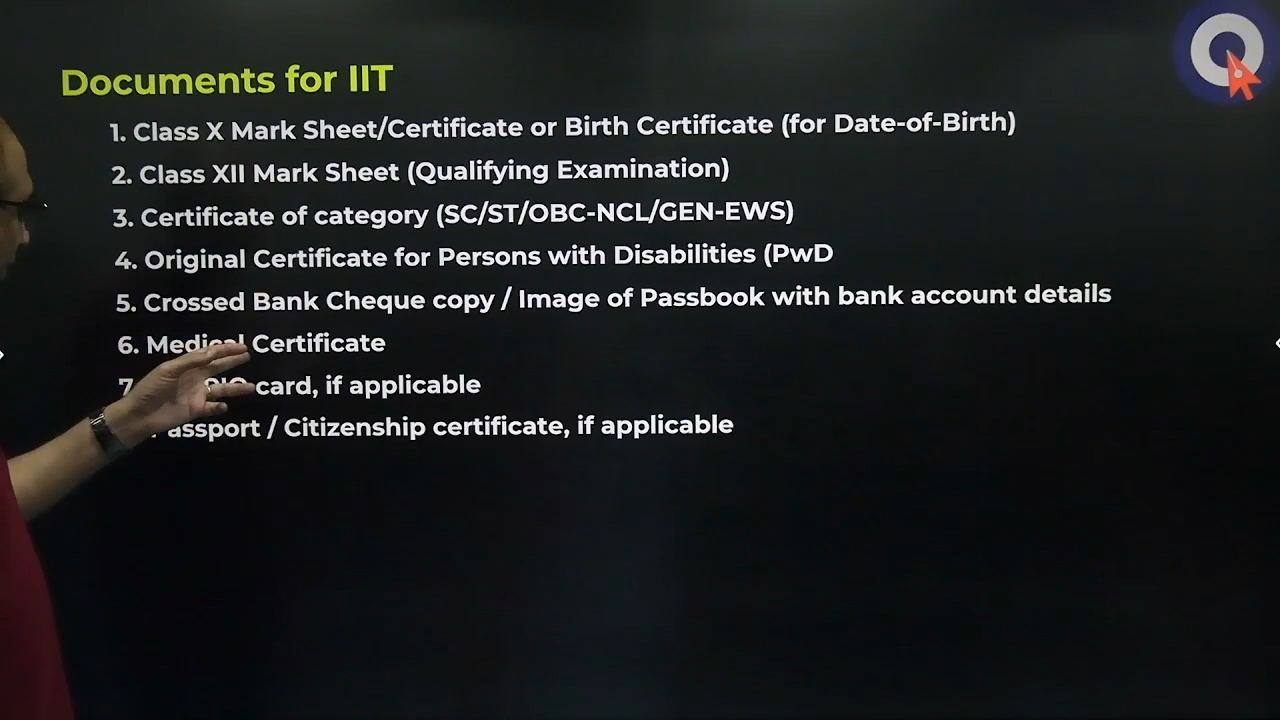 Documents for IIT
1. Class X Mark Sheet/Certificate or Birth Certificate (for Date-of-Birth)
2. Class XII Mark Sheet (Qualifying Examination)
3. Certificate of category (SC/ST/OBC-NCL/GEN-EWS)
4. Original Certificate for Persons with Disabilities (PwD
5. Crossed Bank Cheque copy / Image of Passbook with bank account details
6. Medical Certificate
7. card, if applicable
Passport / Citizenship certificate, if applicable